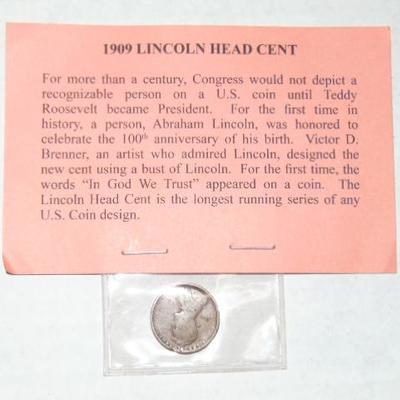 1909 LINCOLN HEAD CENT
For more than a century, Congress would not depict a
recognizable person on a U.S. coin until Teddy
Roosevelt became President. For the first time in
history, a person, Abraham Lincoln, was honored to
celebrate the 100th anniversary of his birth. Victor D.
Brenner, an artist who admired Lincoln, designed the
new cent using a bust of Lincoln. For the first time, the
words “In God We Trust” appeared on a coin. The
Lincoln Head Cent is the longest running series of any
U.S. Coin design.